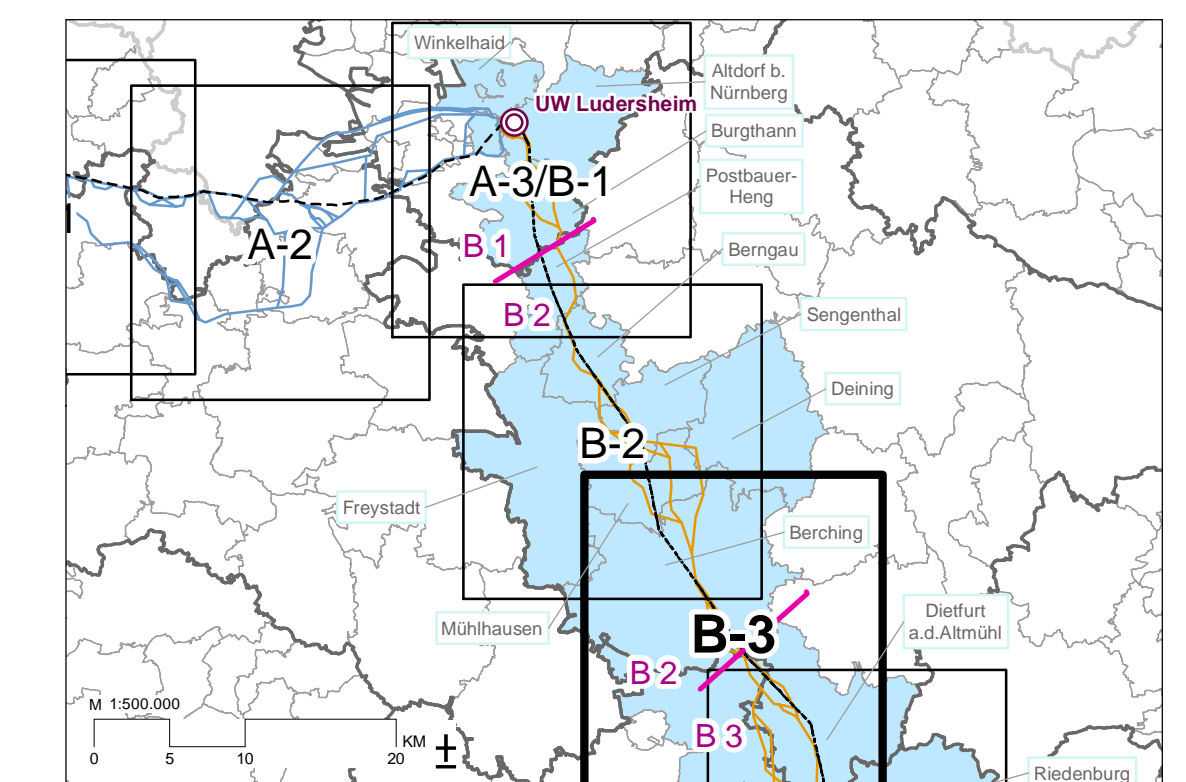 Winkelhaid
Altdorf b.
Nürnberg
UW Ludersheim
Burgthann
A-3/B-1
Postbauer-
Heng
1
A-2
B 1
Berngau
B 2
Sengenthal
Deining
B-2
Freystadt
Berching
Mühlhausen
Dietfurt
a.d.Altmühl
B-3
B 2
B 3
M 1:500.000
KM
0 5 10 20
Riedenburg